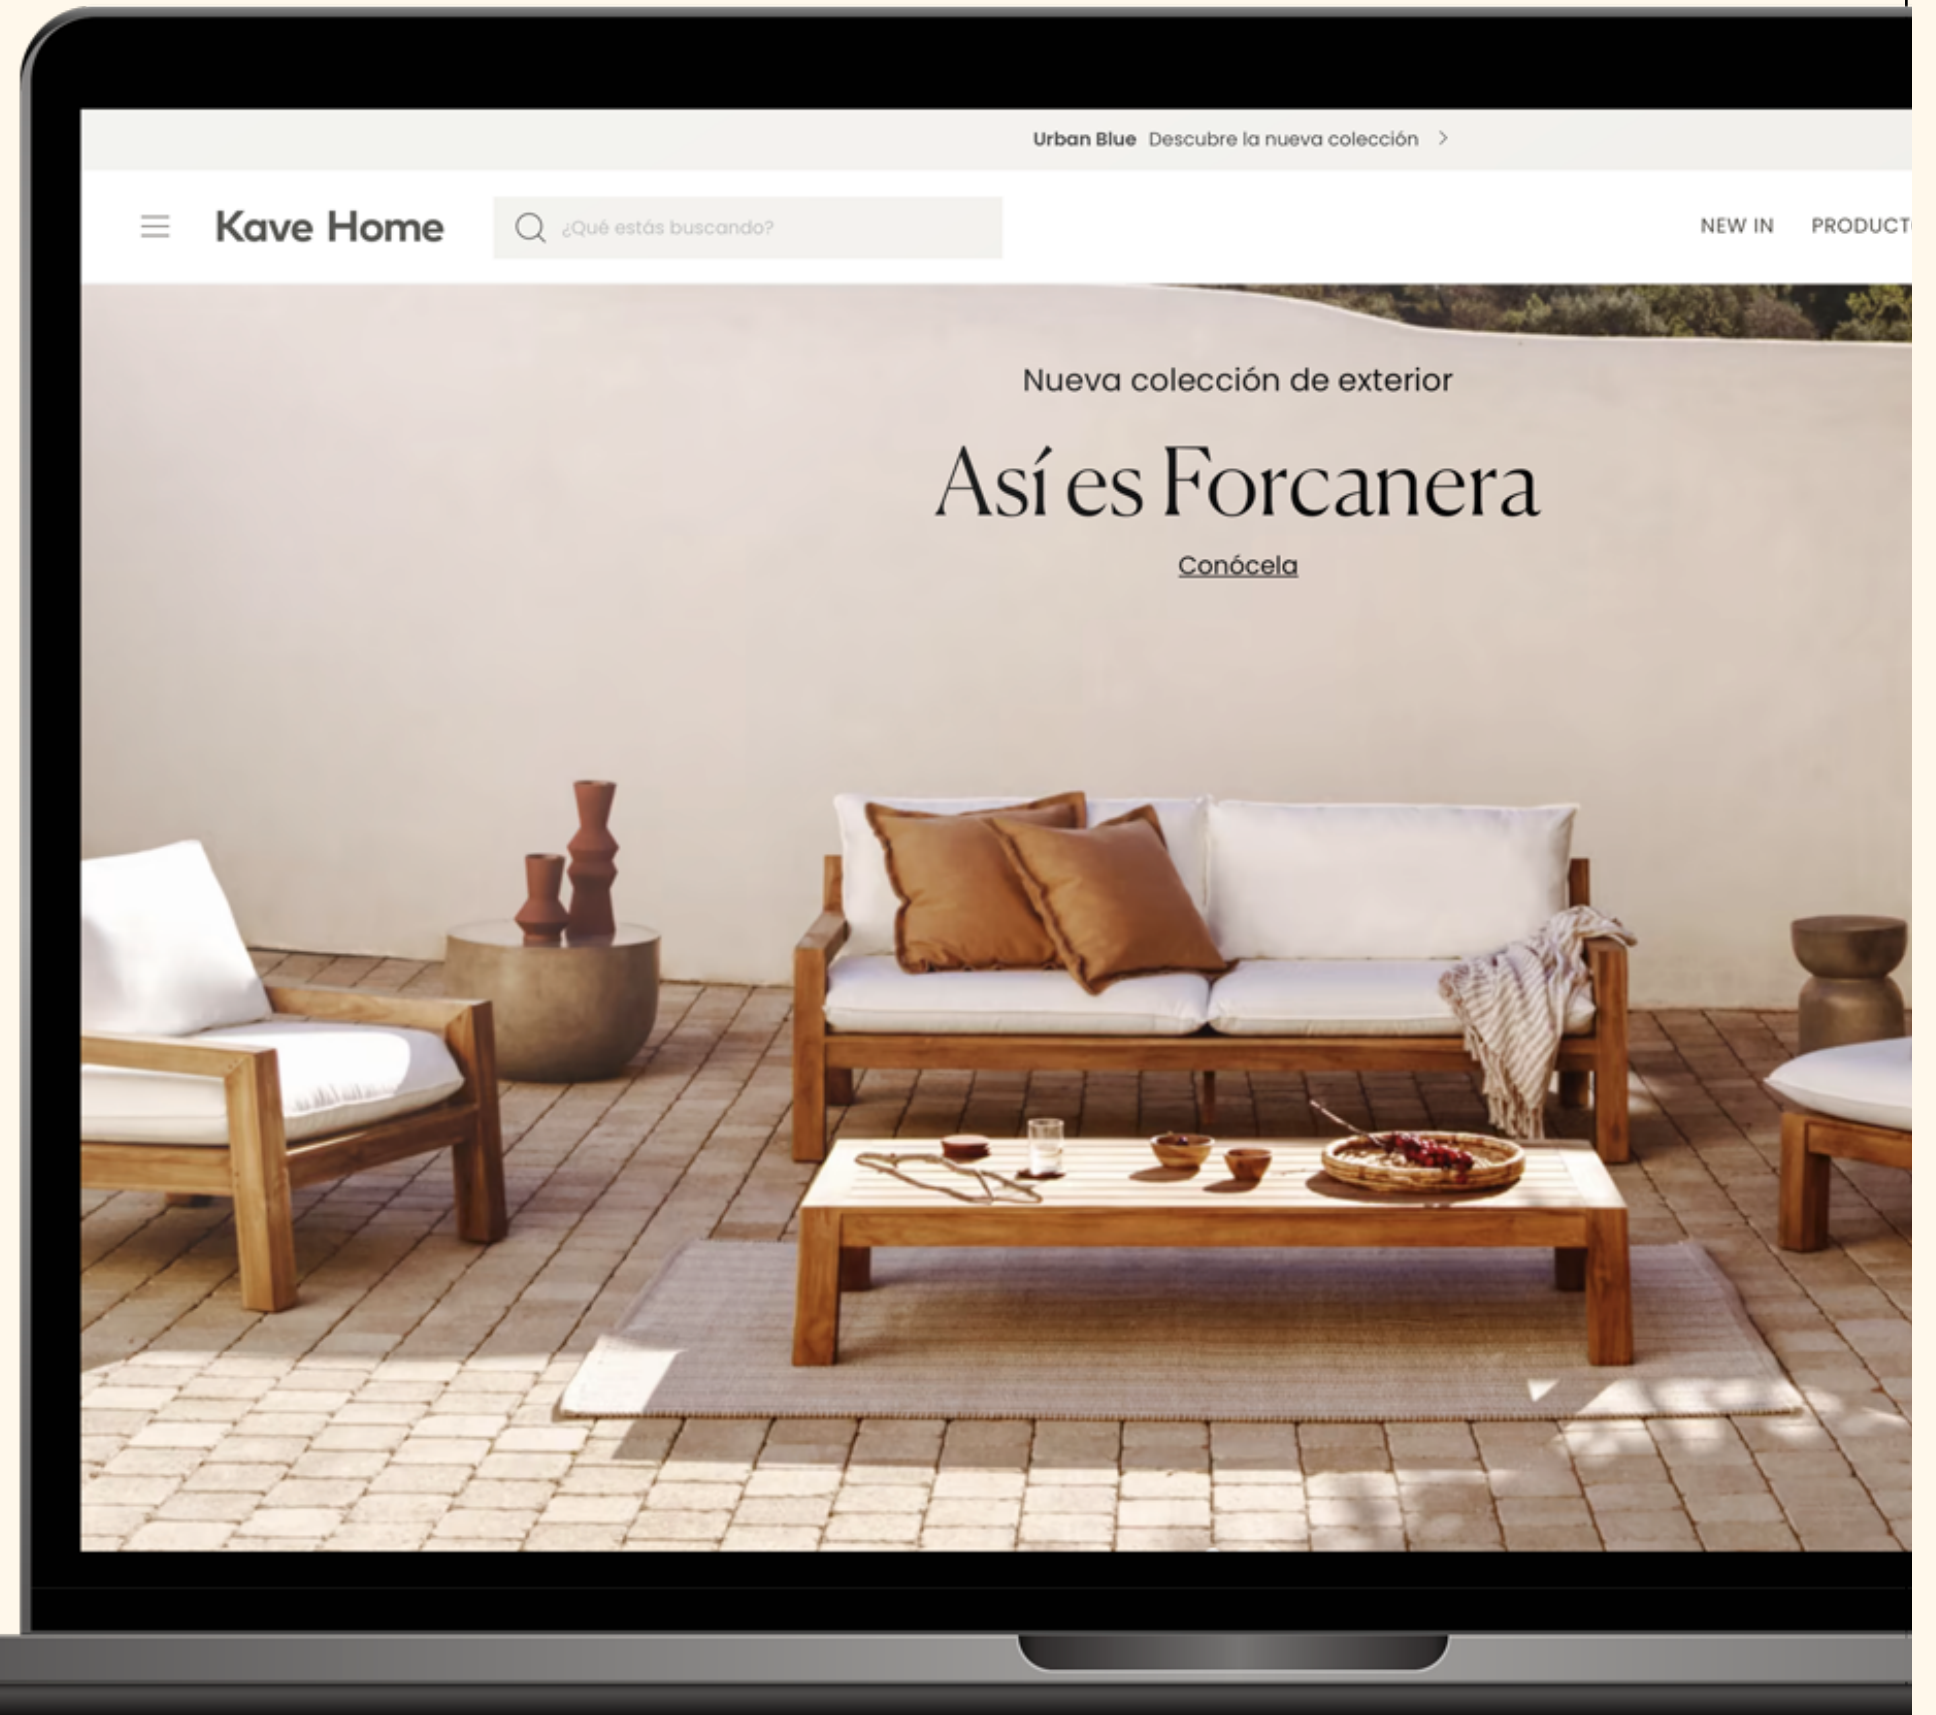 Urban Blue Descubre la nueva colección
Kave Home
¿Qué estás buscando?
NEW IN PRODUCT
Nueva colección de exterior
Así es Forcanera
Conócela